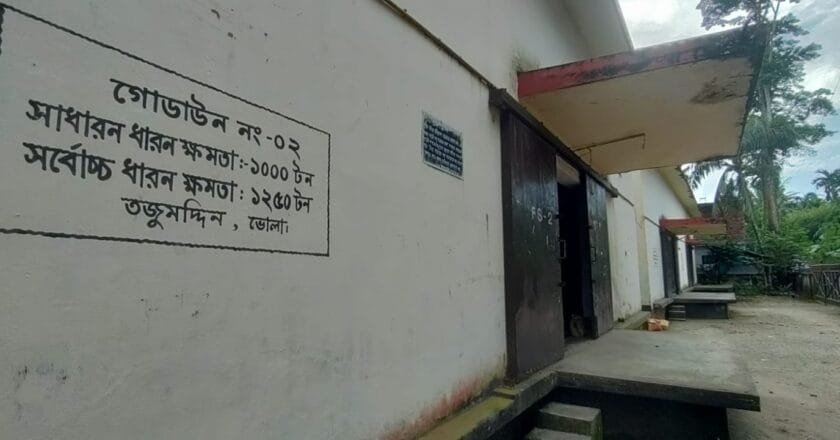 গোডাউন নং-০২
সাধারন ধারন ক্ষমতা:-১০০০ টন
সর্বোচ্চ ধারন ক্ষমতা: ১২৫০ টন
তজুমদ্দিন, ভোলা।
FS-2